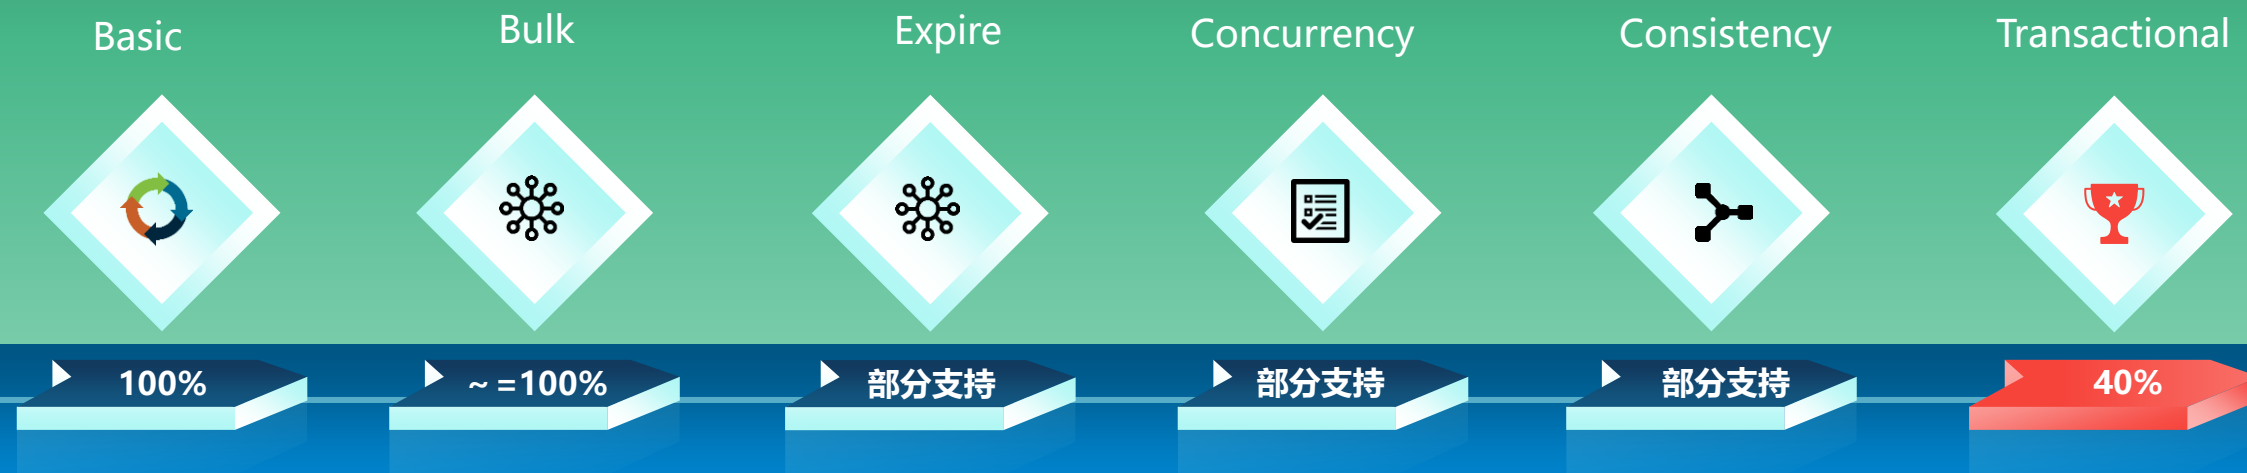 Basic
Bulk
Expire
Concurrency
Consistency
Transactional
100%
~ =100%
部分支持
部分支持
部分支持
40%